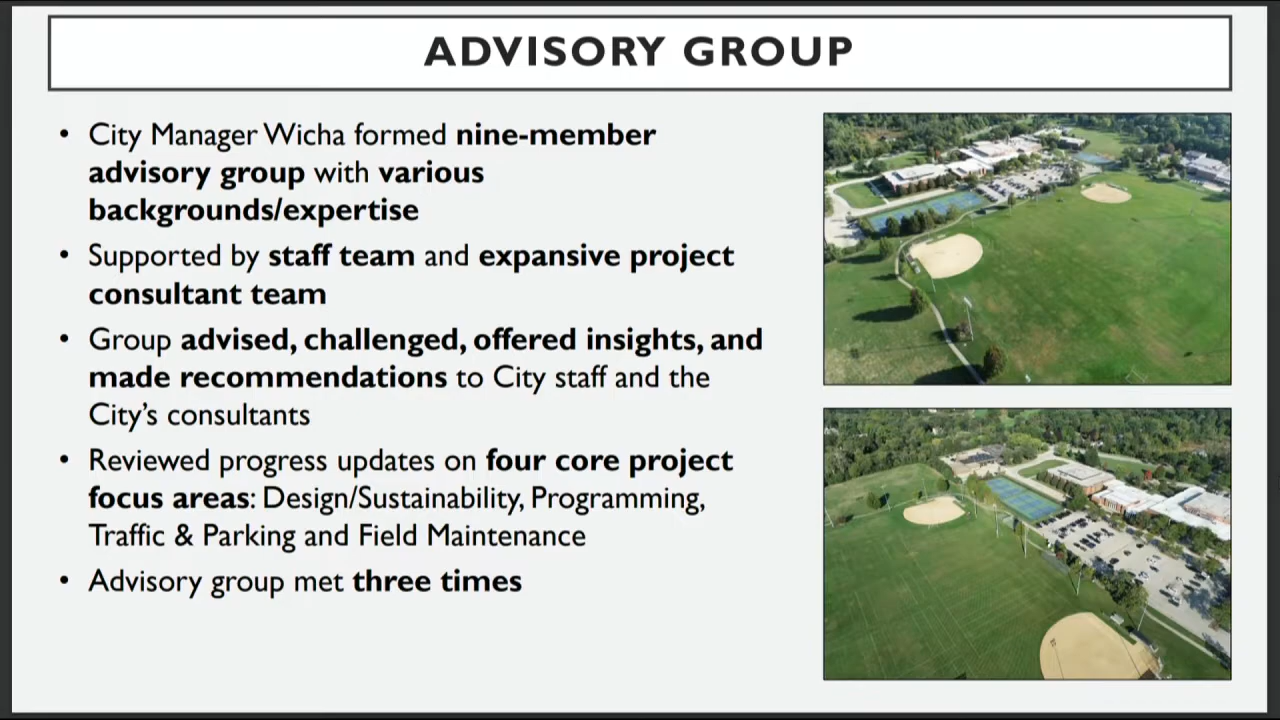 ADVISORY GROUP
• City Manager Wicha formed nine-member
advisory group with various
backgrounds/expertise
• Supported by staff team and expansive project
consultant team
• Group advised, challenged, offered insights, and
made recommendations to City staff and the
City's consultants
• Reviewed progress updates on four core project
focus areas: Design/Sustainability, Programming,
Traffic & Parking and Field Maintenance
• Advisory group met three times